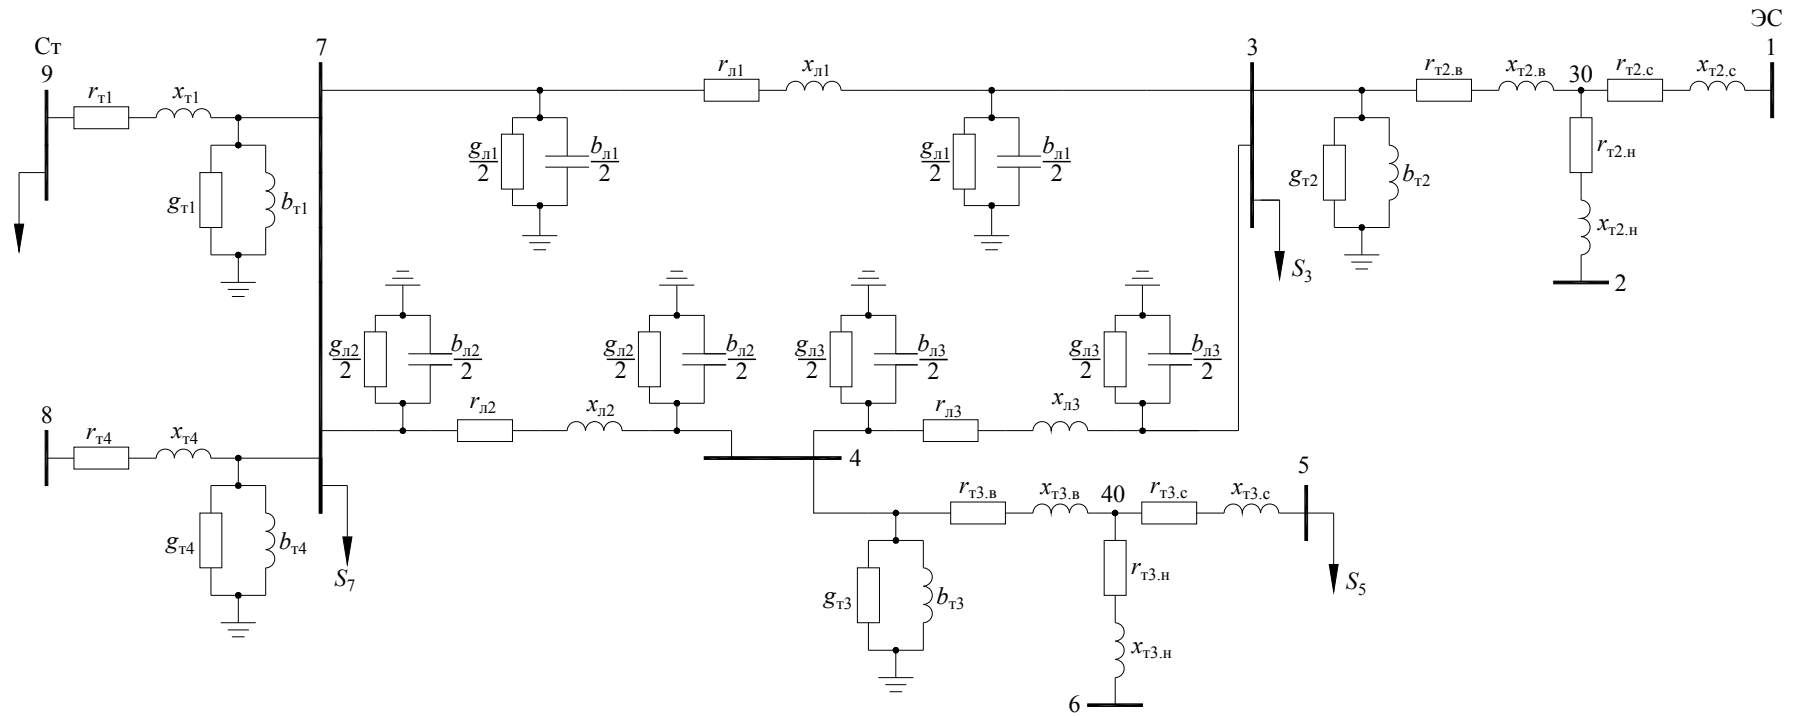 Ст
9
r т1
x т1
g т1
b т1
7
r л1
x л1
g л1
2
b л1
2
g л1
2
b л1
2
3
S 3
g т2
b т2
r т2.в
x т2.в
30
r т2.с
x т2.с
ЭС
1
r т2.н
x т2.н
2
g л2
2
b л2
2
r л2
x л2
g л2
2
b л2
2
g л3
2
b л3
2
r л3
x л3
g л3
2
b л3
2
4
8
r т4
x т4
g т4
b т4
S 7
g т3
b т3
r т3.в
x т3.в
40
r т3.с
x т3.с
5
S 5
r т3.н
x т3.н
6